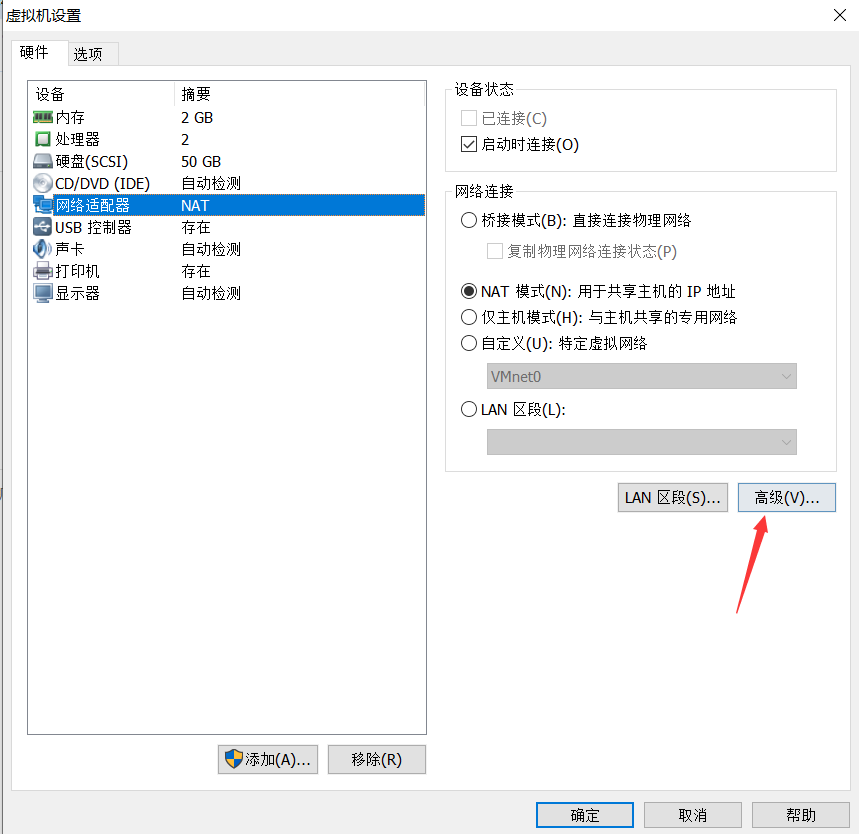 虚拟机设置
硬件 选项
设备 摘要
内存 2 GB
处理器 2
硬盘(SCSI) 50 GB
CD/DVD (IDE) 自动检测
网络适配器 NAT
USB 控制器 存在
声卡 自动检测
打印机 存在
显示器 自动检测
添加(A)... 移除(R)
设备状态
已连接(C)
启动时连接(O)
网络连接
桥接模式(B): 直接连接物理网络
复制物理网络连接状态(P)
NAT 模式(N): 用于共享主机的 IP 地址
仅主机模式(H): 与主机共享的专用网络
自定义(U): 特定虚拟网络
VMnet0
LAN 区段(L):
LAN 区段(S)... 高级(V)...
确定 取消 帮助